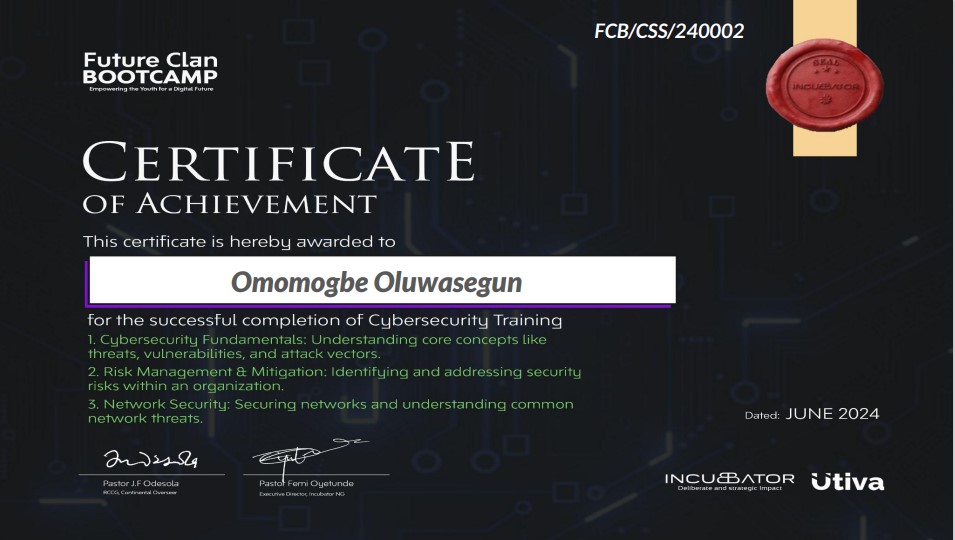 FCB/CSS/240002
Future Clan
BOOTCAMP
Empowering the Youth for a Digital Future
SEAL
INCUBATOR
CERTIFICATE
OF ACHIEVEMENT
This certificate is hereby awarded to
Omomogbe Oluwasegun
for the successful completion of Cybersecurity Training
1. Cybersecurity Fundamentals: Understanding core concepts like
threats, vulnerabilities, and attack vectors.
2. Risk Management & Mitigation: Identifying and addressing security
risks within an organization.
3. Network Security: Securing networks and understanding common
network threats.
Dated: JUNE 2024
Pastor J.F Odesola
RCCG, Continental Overseer
Pastor Femi Oyetunde
Executive Director, Incubator NG
INCUBATOR
Deliberate and strategic Impact
Utiva